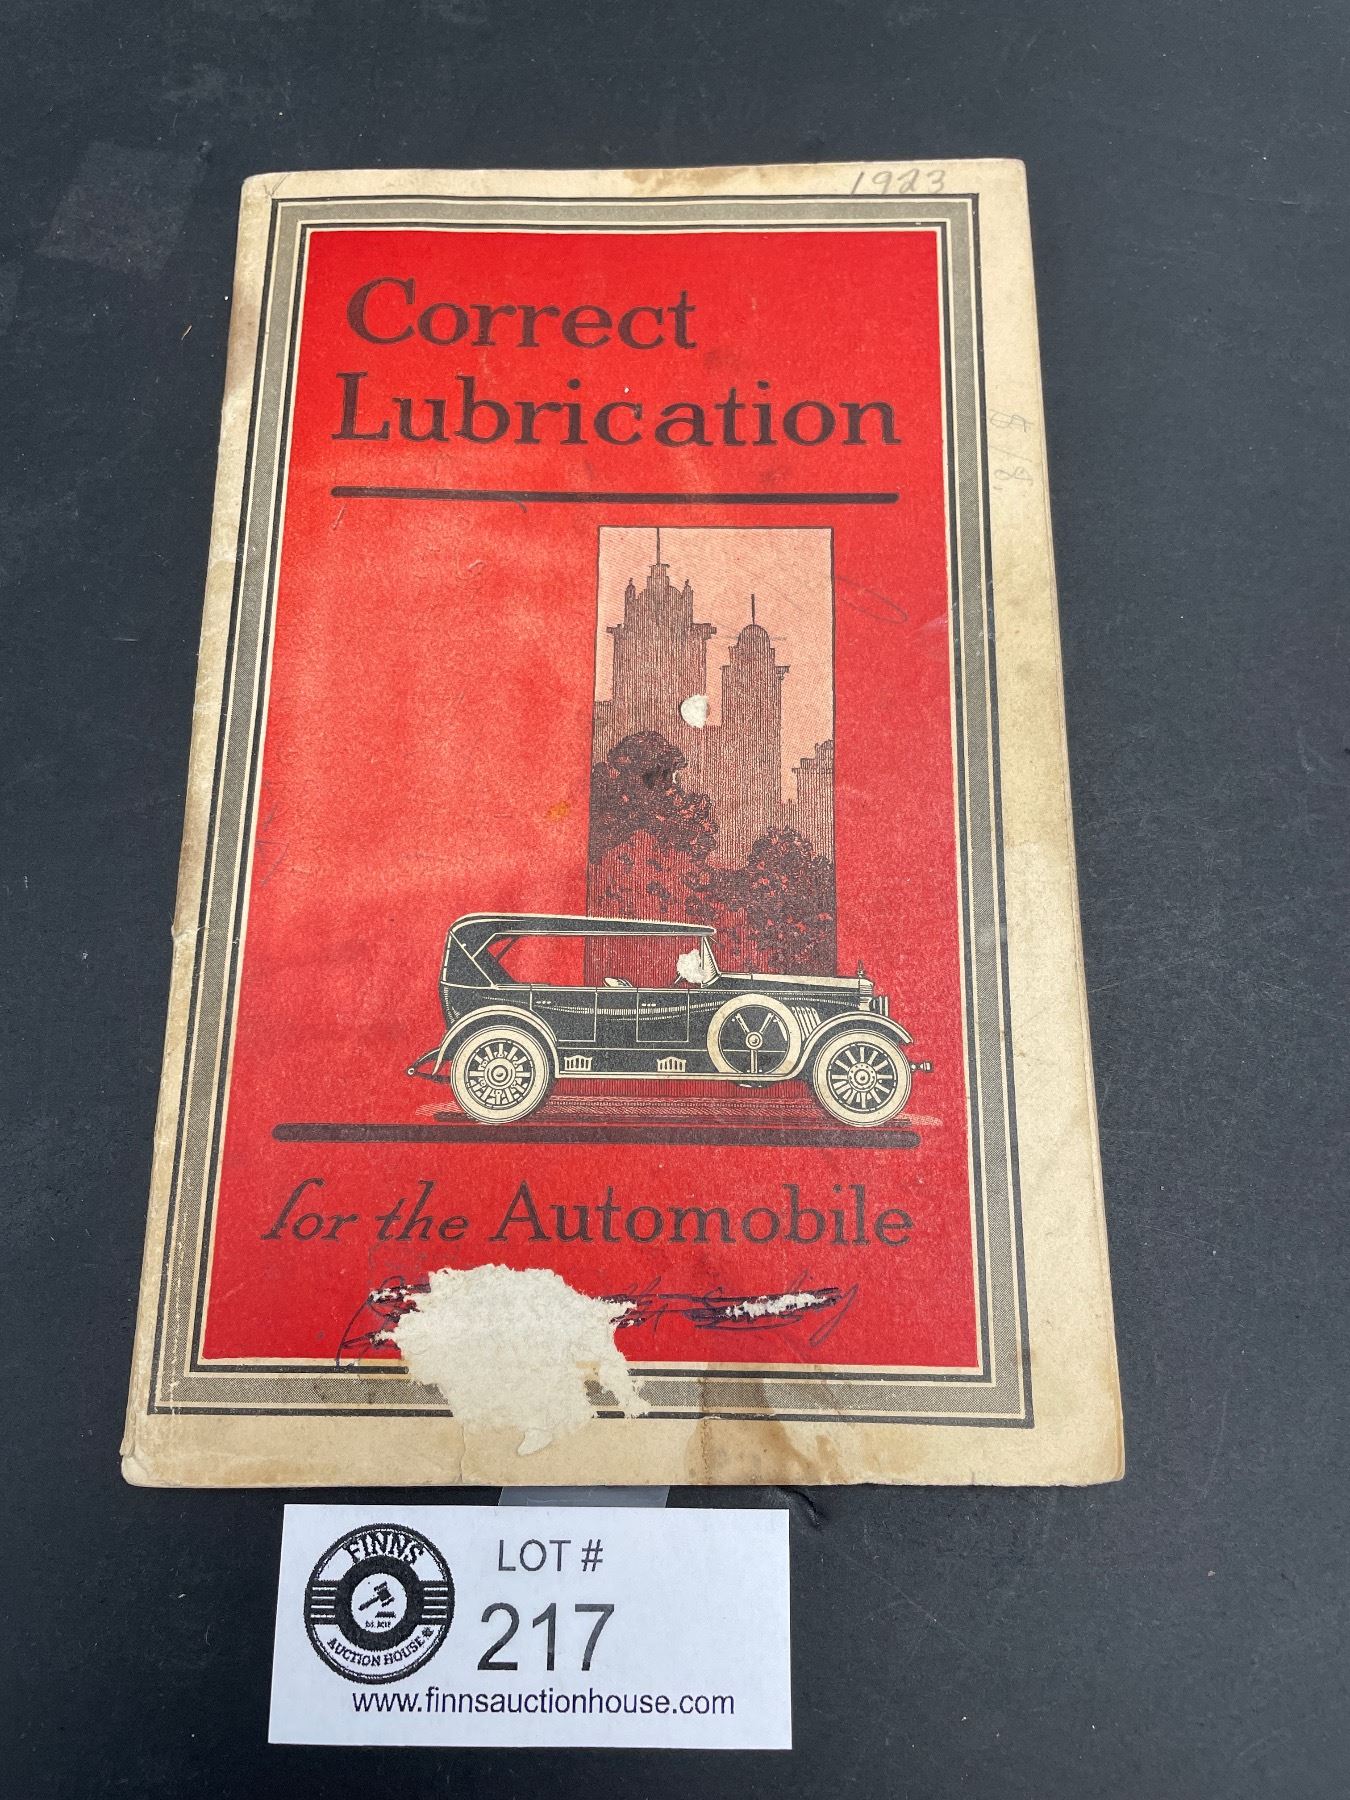 1923
Correct
Lubrication
for the Automobile
FINNS
AUCTION HOUSE
LOT #
217
www.finnsauctionhouse.com